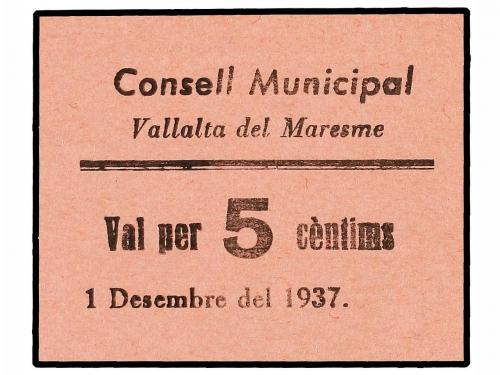 Consell Municipal
Vallalta del Maresme
Val per 5 cèntims
1 Desembre del 1937.